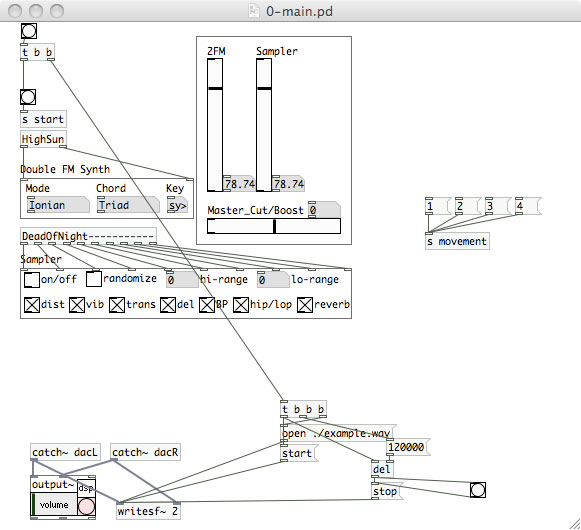 0-main.pd
t b b
2FM
Sampler
s start
HighSun
Double FM Synth
78.74
78.74
Mode
Chord
Key
Ionian
Triad
sy>
Master_Cut/Boost
0
1
2
3
4
s movement
DeadOfNight---------
Sampler
on/off
randomize
0
hi-range
0
lo-range
dist
vib
trans
del
BP
hip/lop
reverb
t b b b
open ./example.wav
120000
start
catch~ dacL
catch~ dacR
del
output~
dsp
stop
volume
writesf~ 2